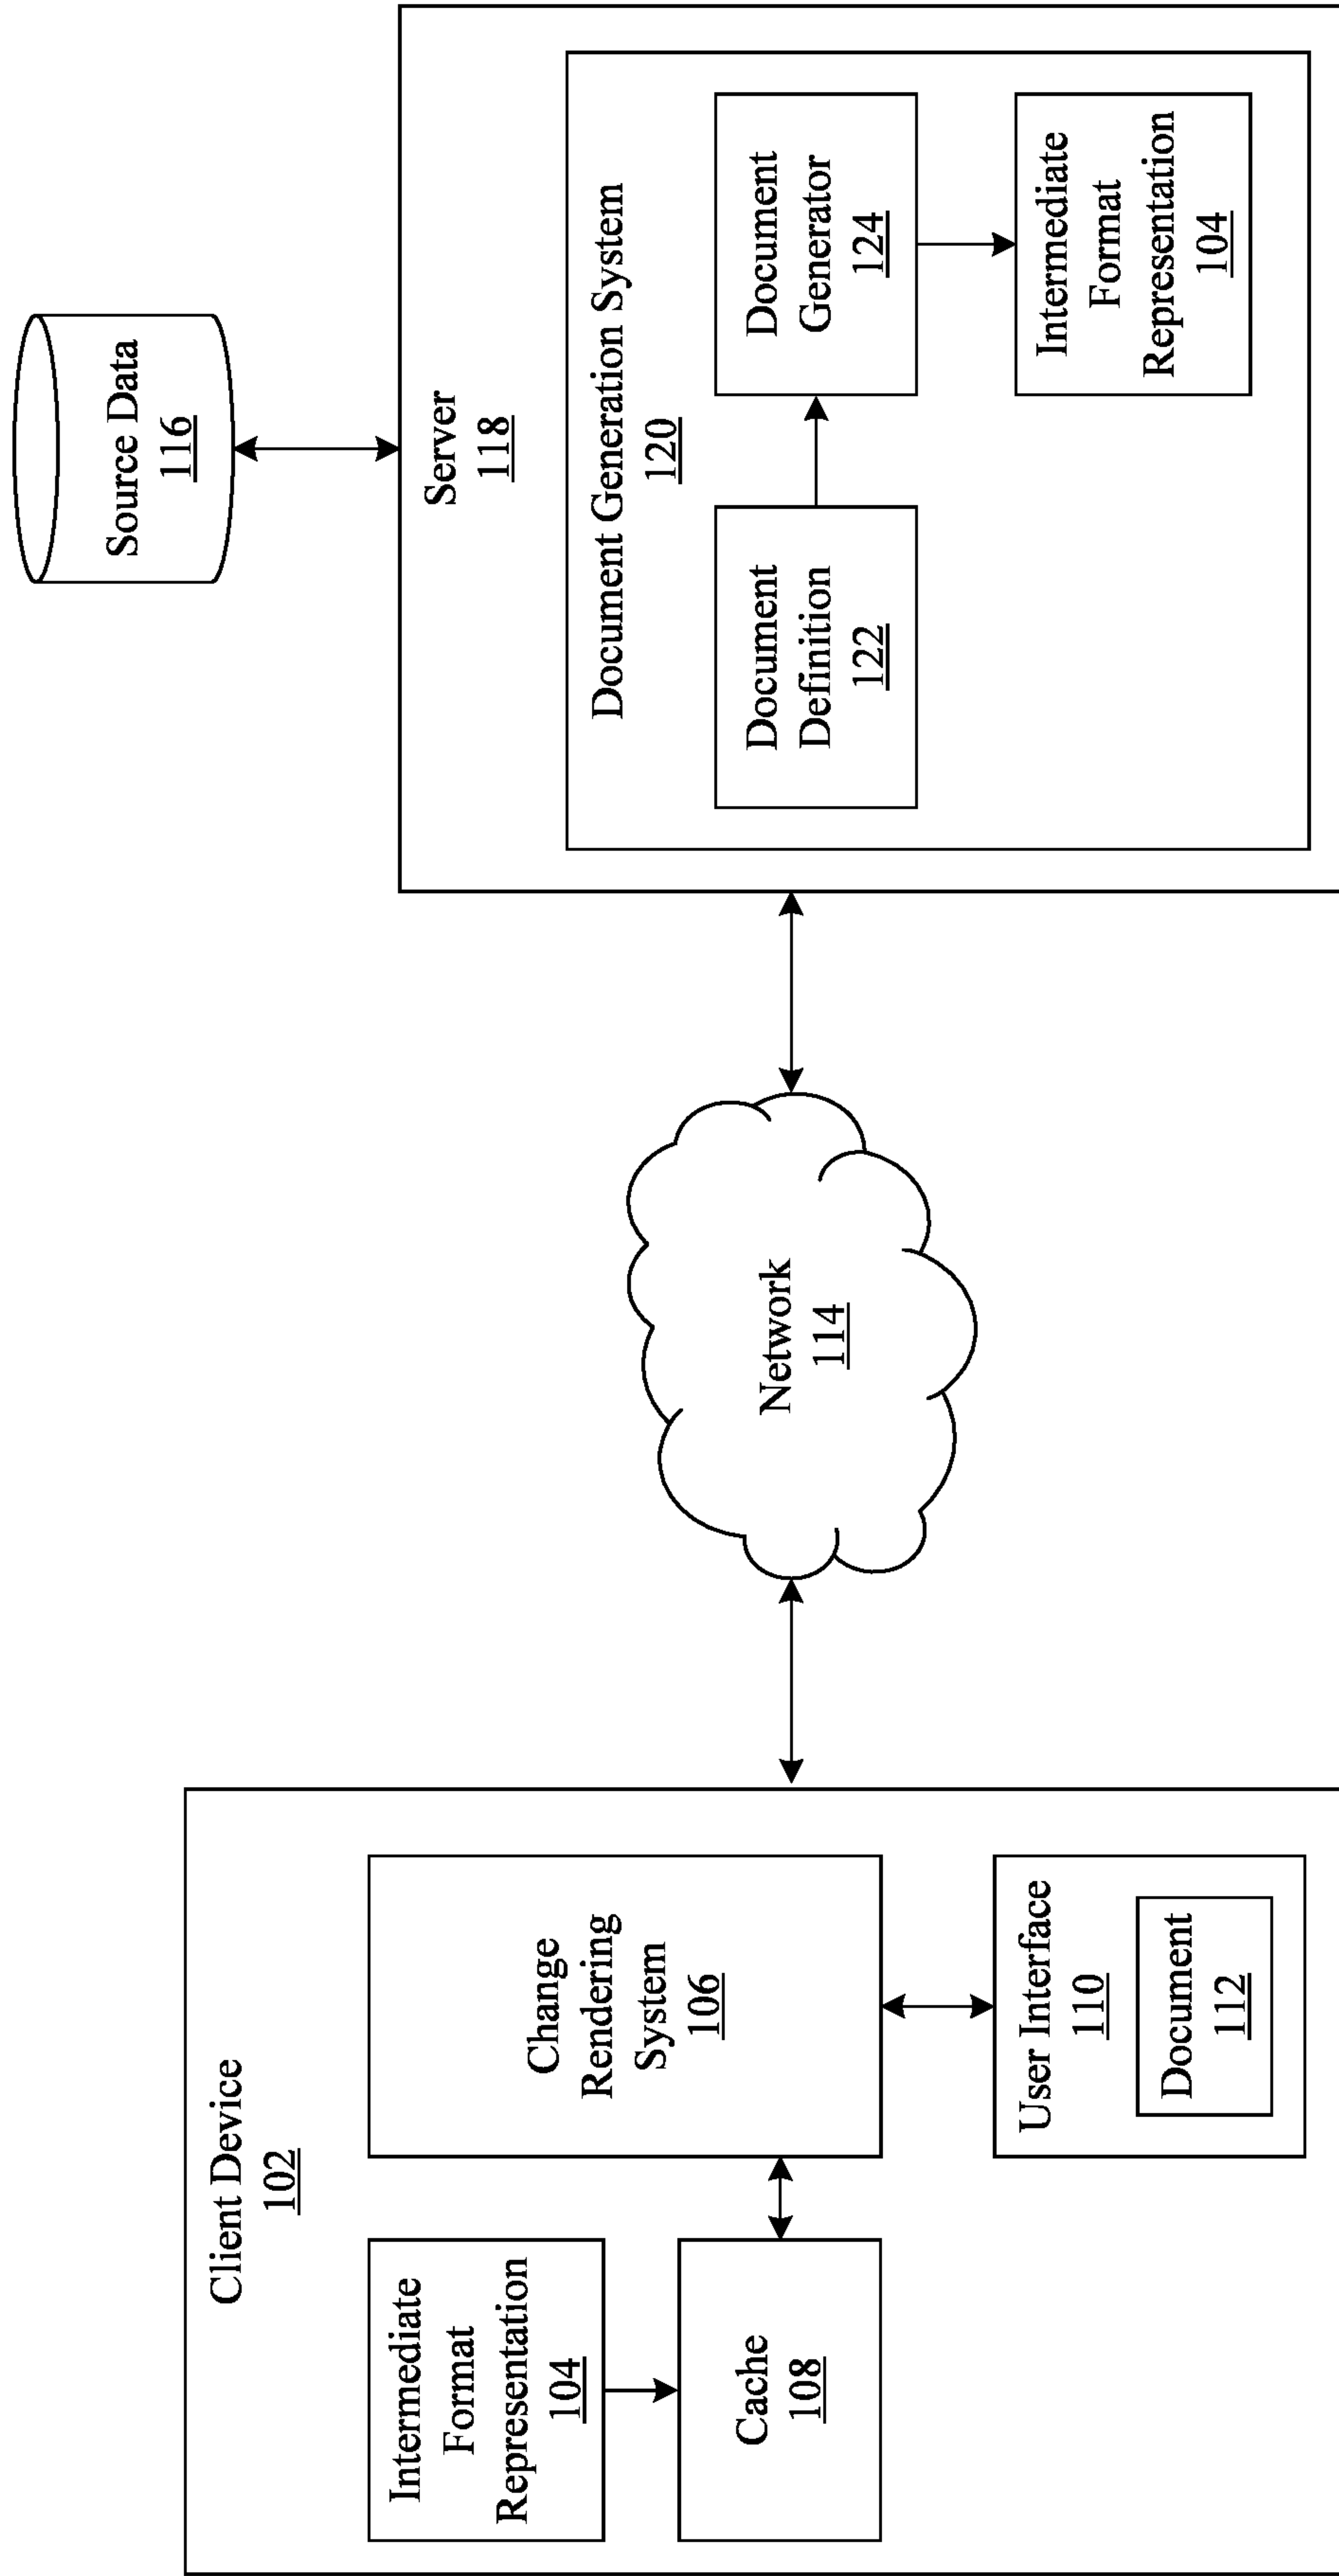 Client Device
102
Intermediate
Format
Representation
104
Cache
108
Change
Rendering
System
106
User Interface
110
Document
112
Network
114
Source Data
116
Server
118
Document Generation System
120
Document
Definition
122
Document
Generator
124
Intermediate
Format
Representation
104